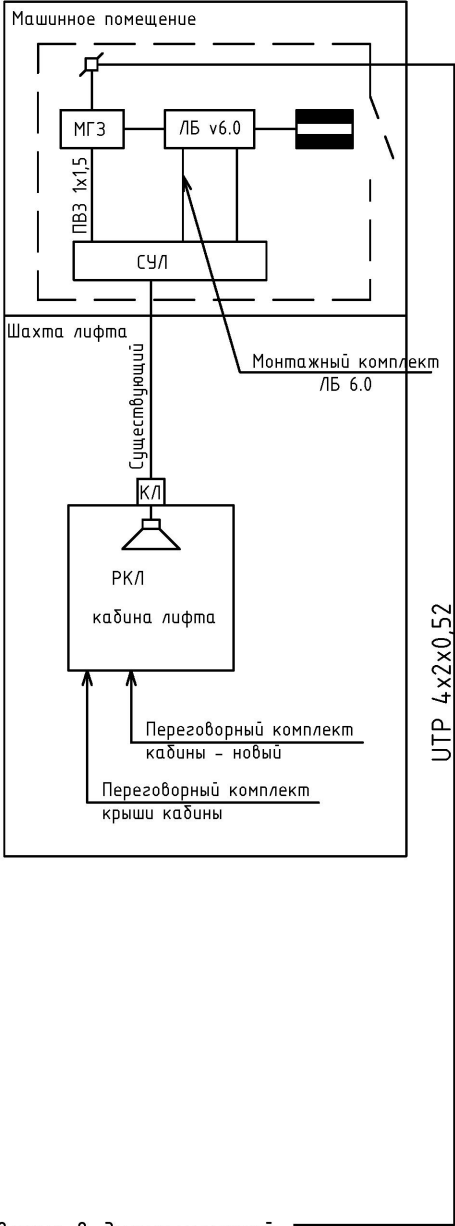 Машинное помещение
МГЗ
ЛБ v6.0
ПВЗ 1х1,5
СУЛ
Шахта лифта
Монтажный комплект
ЛБ 6.0
Существующий
КЛ
РКЛ
кабина лифта
UTP 4x2x0,52
Переговорный комплект
кабины – новый
Переговорный комплект
крыши кабины